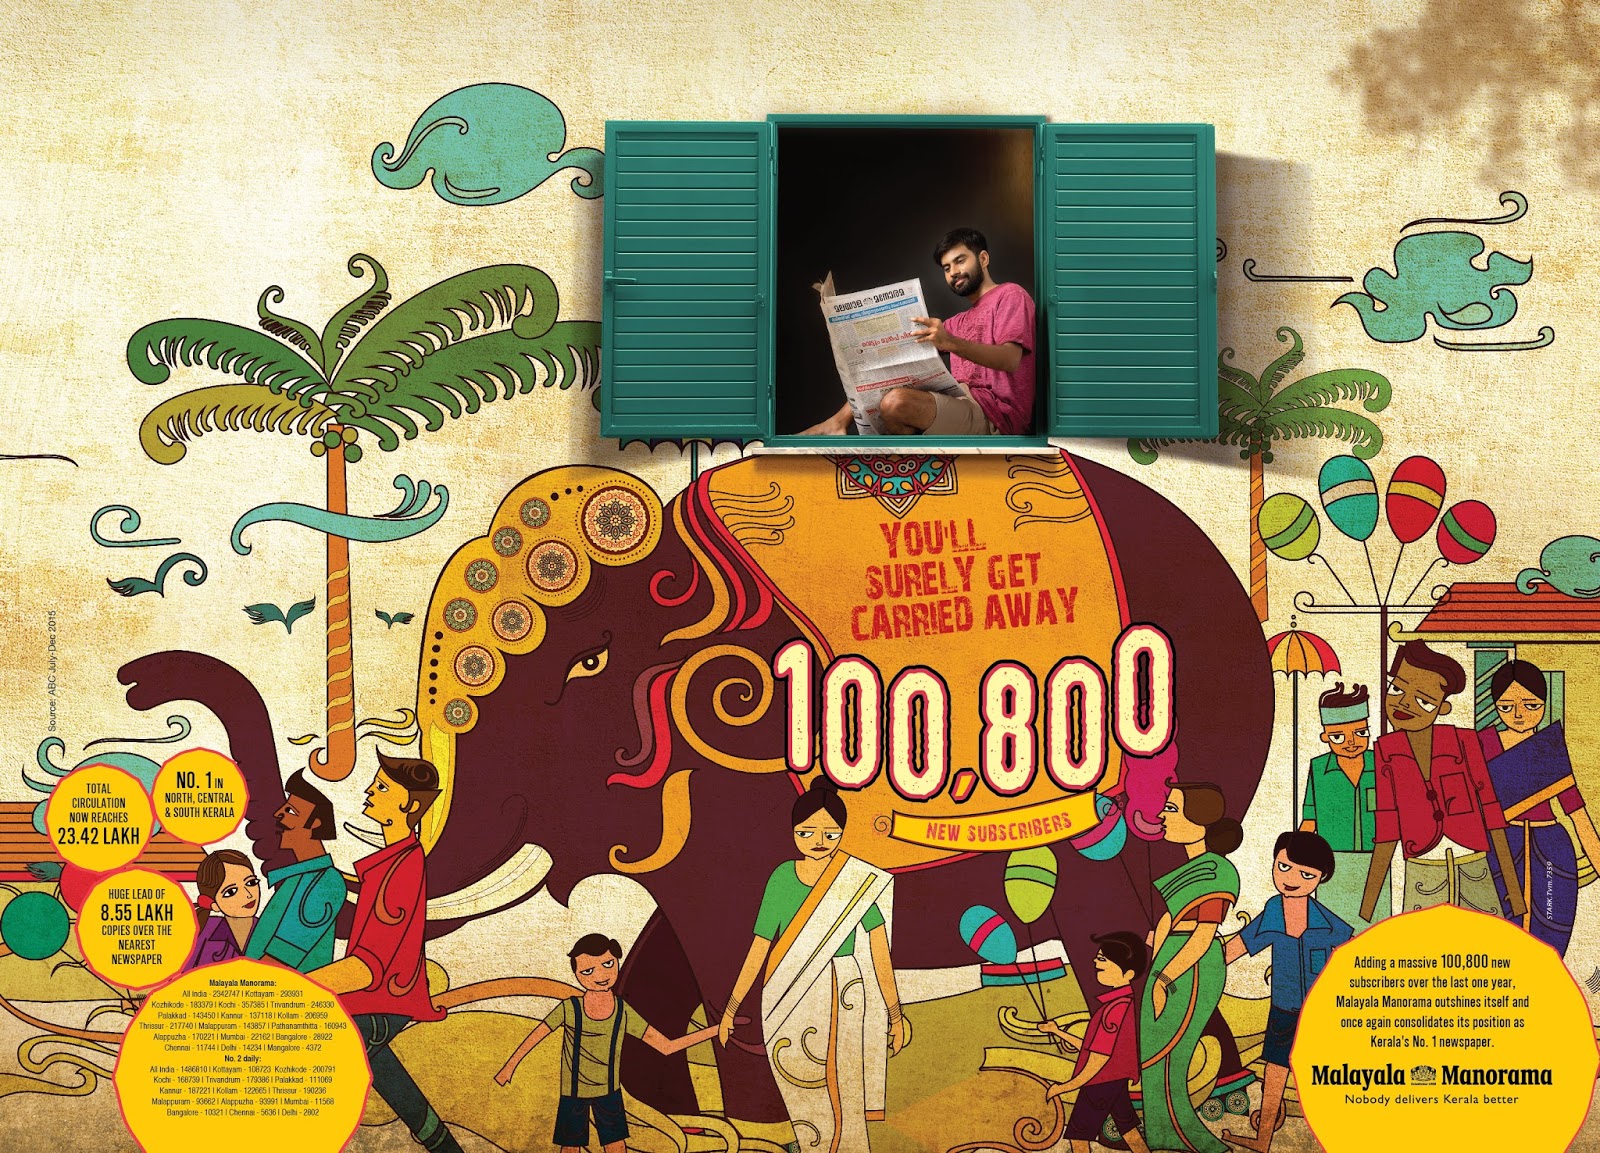 മലയാള മനോരമ
YOU'LL
SURELY GET
CARRIED AWAY
100,800
NEW SUBSCRIBERS
Source: ABC July-Dec 2015
TOTAL
CIRCULATION
NOW REACHES
23.42 LAKH
NO. 1 IN
NORTH, CENTRAL
& SOUTH KERALA
HUGE LEAD OF
8.55 LAKH
COPIES OVER THE
NEAREST
NEWSPAPER
Malayala Manorama:
All India - 2342747 | Kottayam - 293931
Kozhikode - 183379 | Kochi - 357385 | Trivandrum - 246330
Palakkad - 143450 | Kannur - 137118 | Kollam - 206959
Thrissur - 217740 | Malappuram - 143857 | Pathanamthitta - 160943
Alappuzha - 170221 | Mumbai - 22162 | Bangalore - 28922
Chennai - 11744 | Delhi - 14234 | Mangalore - 4372
No. 2 daily:
All India - 1486810 | Kottayam - 108723 Kozhikode - 200791
Kochi - 168739 | Trivandrum - 179386 | Palakkad - 111069
Kannur - 187221 | Kollam - 122665 | Thrissur - 190236
Malappuram - 93662 | Alappuzha - 93991 | Mumbai - 11568
Bangalore - 10321 | Chennai - 5636 | Delhi - 2802
STARK.Tvm.7359
Adding a massive 100,800 new
subscribers over the last one year,
Malayala Manorama outshines itself and
once again consolidates its position as
Kerala's No. 1 newspaper.
Malayala Manorama
Nobody delivers Kerala better